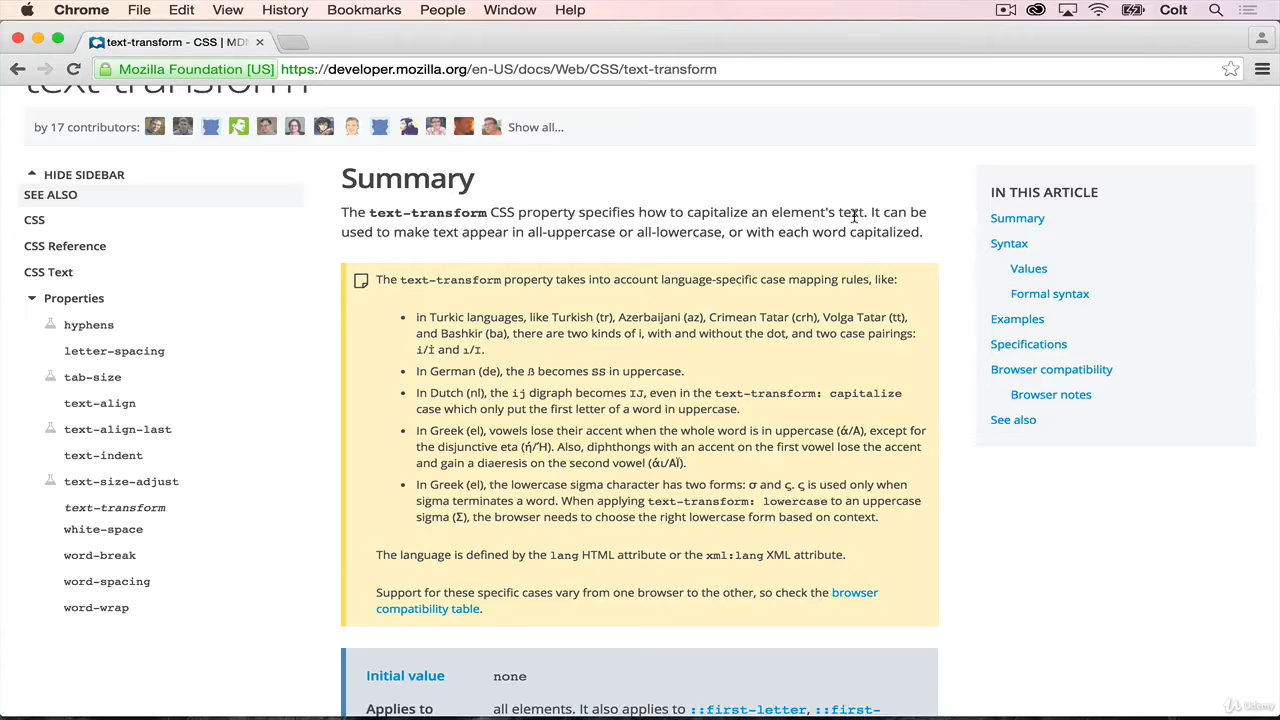 Chrome File Edit View History Bookmarks People Window Help Colt
text-transform - CSS | MDN
Mozilla Foundation [US] https://developer.mozilla.org/en-US/docs/Web/CSS/text-transform
text-transform
by 17 contributors: Show all...
HIDE SIDEBAR
SEE ALSO
CSS
CSS Reference
CSS Text
Properties
hyphens
letter-spacing
tab-size
text-align
text-align-last
text-indent
text-size-adjust
text-transform
white-space
word-break
word-spacing
word-wrap
Summary
The text-transform CSS property specifies how to capitalize an element's text. It can be
used to make text appear in all-uppercase or all-lowercase, or with each word capitalized.
The text-transform property takes into account language-specific case mapping rules, like:
• in Turkic languages, like Turkish (tr), Azerbaijani (az), Crimean Tatar (crh), Volga Tatar (tt),
and Bashkir (ba), there are two kinds of i, with and without the dot, and two case pairings:
i/İ and ı/I.
• In German (de), the ß becomes SS in uppercase.
• In Dutch (nl), the ij digraph becomes IJ, even in the text-transform: capitalize
case which only put the first letter of a word in uppercase.
• In Greek (el), vowels lose their accent when the whole word is in uppercase (ά/Α), except for
the disjunctive eta (ή/Ή). Also, diphthongs with an accent on the first vowel lose the accent
and gain a diaeresis on the second vowel (άι/ΑΪ).
• In Greek (el), the lowercase sigma character has two forms: σ and ς. ς is used only when
sigma terminates a word. When applying text-transform: lowercase to an uppercase
sigma (Σ), the browser needs to choose the right lowercase form based on context.
The language is defined by the lang HTML attribute or the xml:lang XML attribute.
Support for these specific cases vary from one browser to the other, so check the browser
compatibility table.
Initial value none
Applies to all elements. It also applies to ::first-letter, ::first-
IN THIS ARTICLE
Summary
Syntax
Values
Formal syntax
Examples
Specifications
Browser compatibility
Browser notes
See also
Udemy